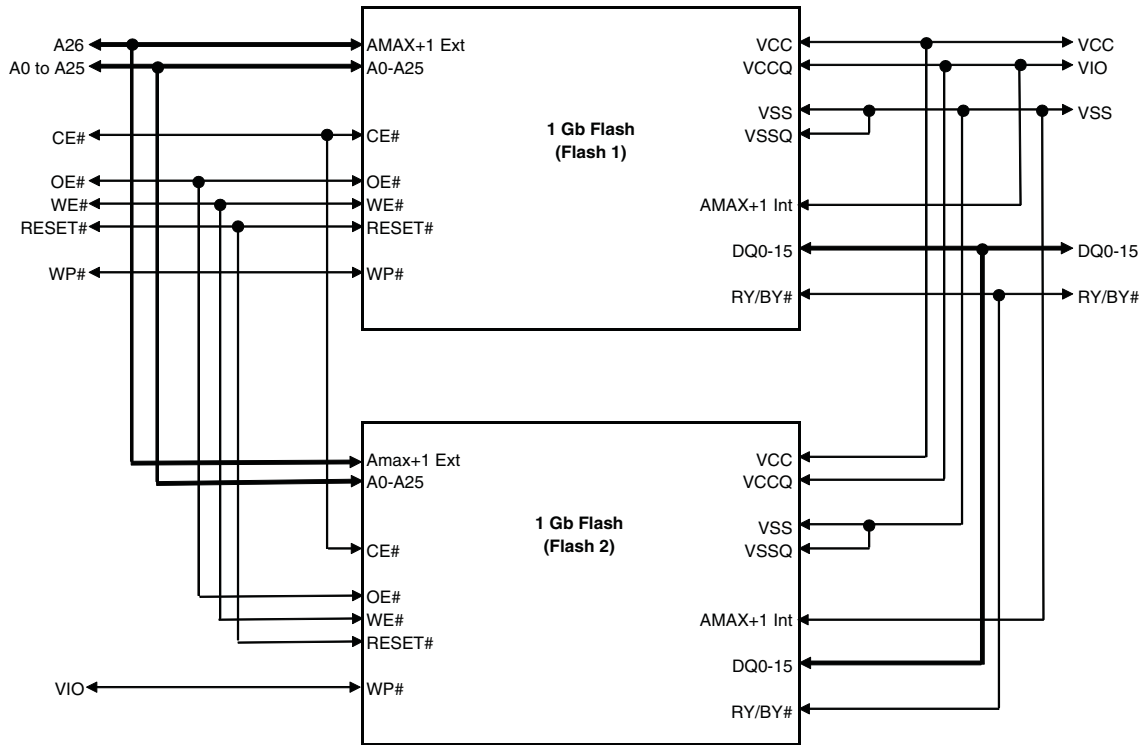 A26
A0 to A25
CE#
OE#
WE#
RESET#
WP#
AMAX+1 Ext
A0-A25
CE#
OE#
WE#
RESET#
WP#
1 Gb Flash
(Flash 1)
VCC
VCCQ
VSS
VSSQ
AMAX+1 Int
DQ0-15
RY/BY#
VCC
VIO
VSS
DQ0-15
RY/BY#
VIO
Amax+1 Ext
A0-A25
CE#
OE#
WE#
RESET#
WP#
1 Gb Flash
(Flash 2)
VCC
VCCQ
VSS
VSSQ
AMAX+1 Int
DQ0-15
RY/BY#